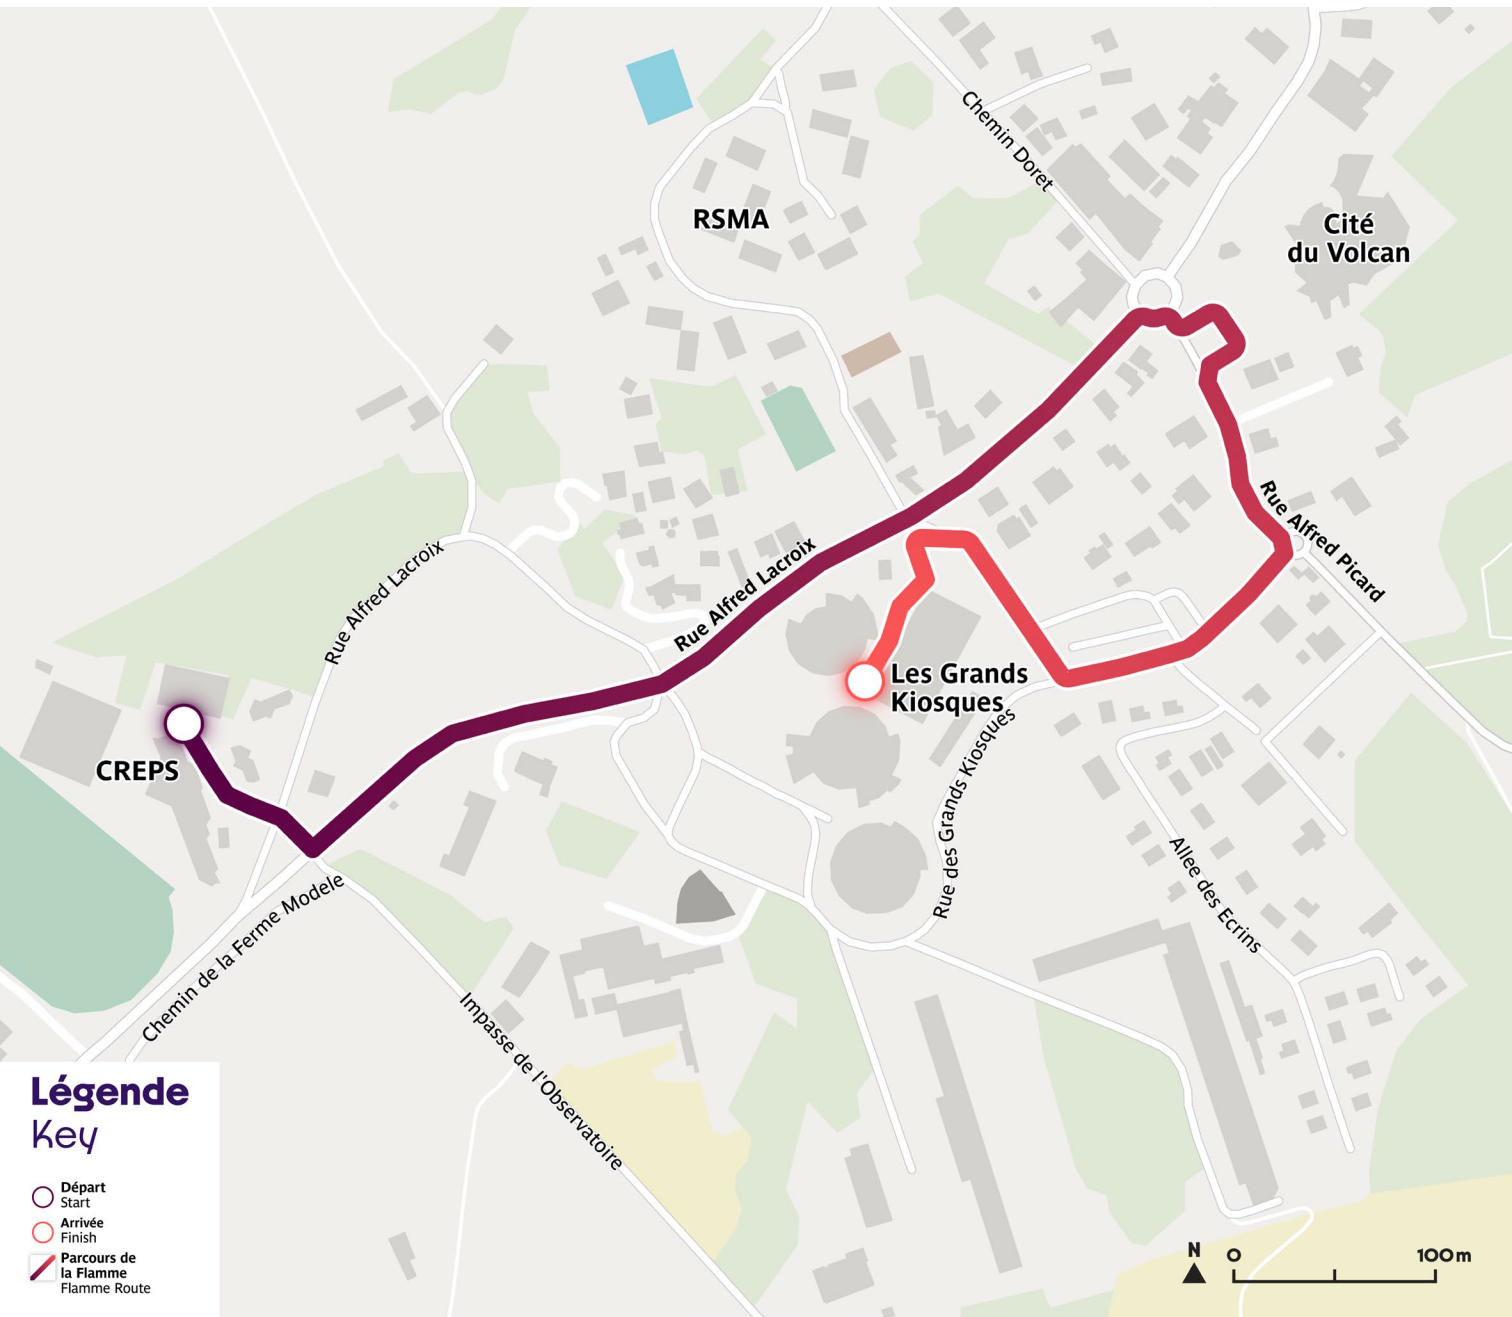 Chemin Doret
RSMA
Cité
du Volcan
Rue Alfred Lacroix
Rue Alfred Lacroix
Rue Alfred Picard
Les Grands
Kiosques
CREPS
Rue des Grands Kiosques
Allee des Ecrins
Chemin de la Ferme Modele
Impasse de l'Observatoire
Légende
Key
Départ
Start
Arrivée
Finish
Parcours de
la Flamme
Flamme Route
N 0 100m